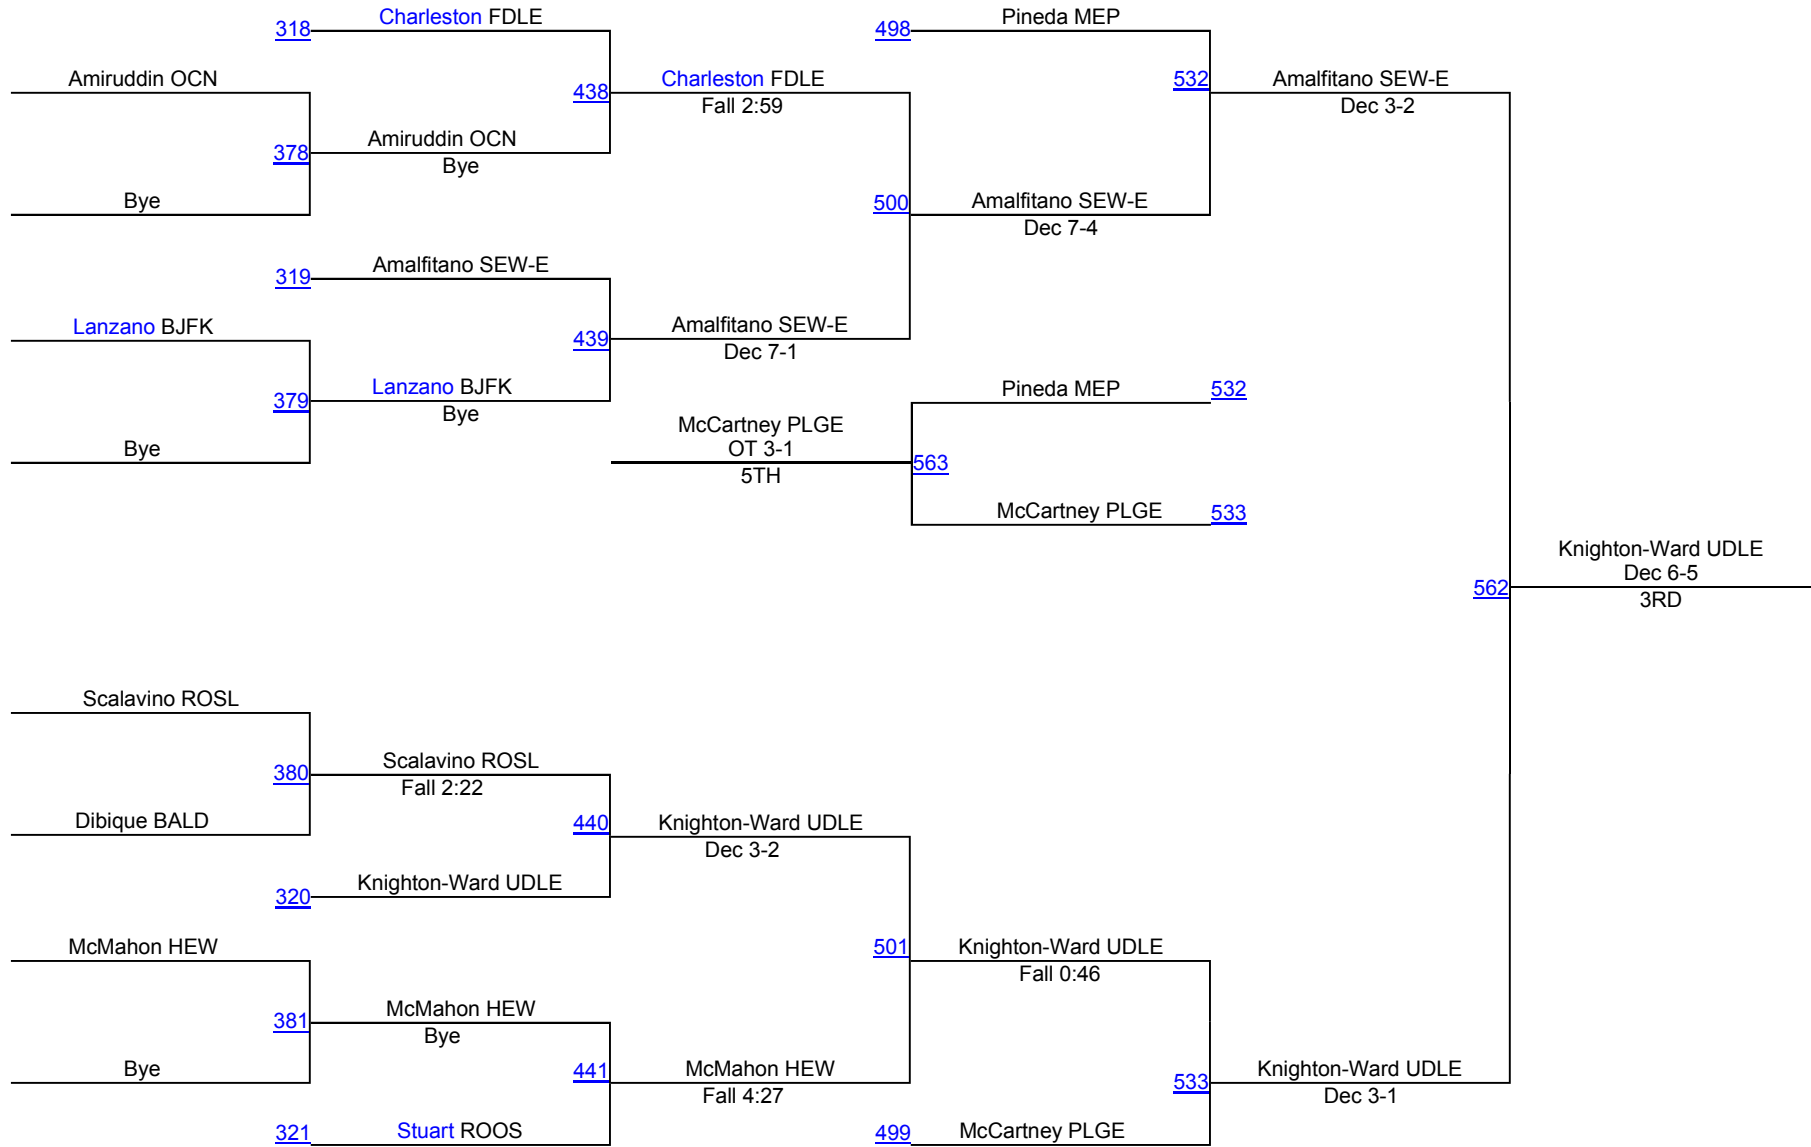 318
Charleston FDLE
498
Pineda MEP
Amiruddin OCN
438
Charleston FDLE
Fall 2:59
532
Amalfitano SEW-E
Dec 3-2
378
Amiruddin OCN
Bye
Bye
500
Amalfitano SEW-E
Dec 7-4
319
Amalfitano SEW-E
Lanzano BJFK
439
Amalfitano SEW-E
Dec 7-1
379
Lanzano BJFK
Bye
Pineda MEP
532
Bye
McCartney PLGE
OT 3-1
5TH
563
McCartney PLGE
533
562
Knighton-Ward UDLE
Dec 6-5
3RD
Scalavino ROSL
380
Scalavino ROSL
Fall 2:22
Dibique BALD
440
Knighton-Ward UDLE
Dec 3-2
320
Knighton-Ward UDLE
McMahon HEW
501
Knighton-Ward UDLE
Fall 0:46
381
McMahon HEW
Bye
Bye
441
McMahon HEW
Fall 4:27
533
Knighton-Ward UDLE
Dec 3-1
321
Stuart ROOS
499
McCartney PLGE